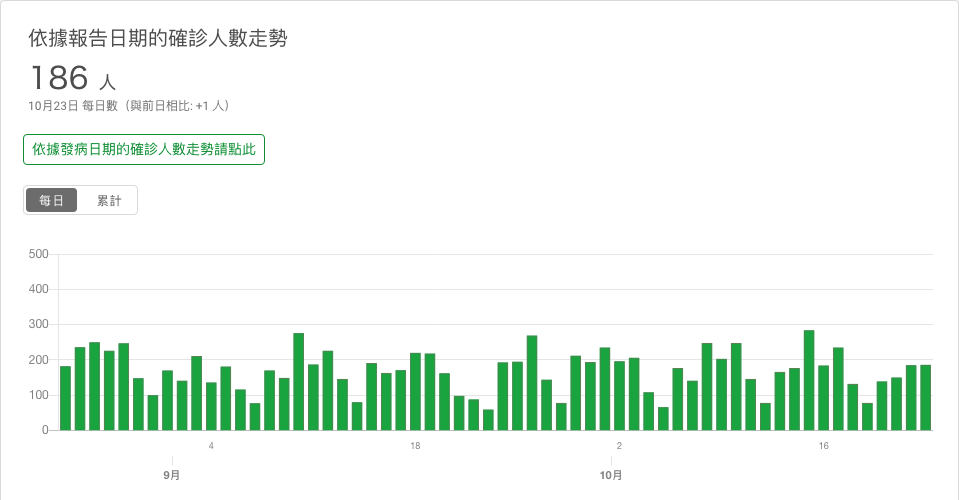 依據報告日期的確診人數走勢
186 人
10月23日 每日數（與前日相比: +1 人）
依據發病日期的確診人數走勢請點此
每日 累計
500
400
300
200
100
0
4 18 2 16
9月 10月